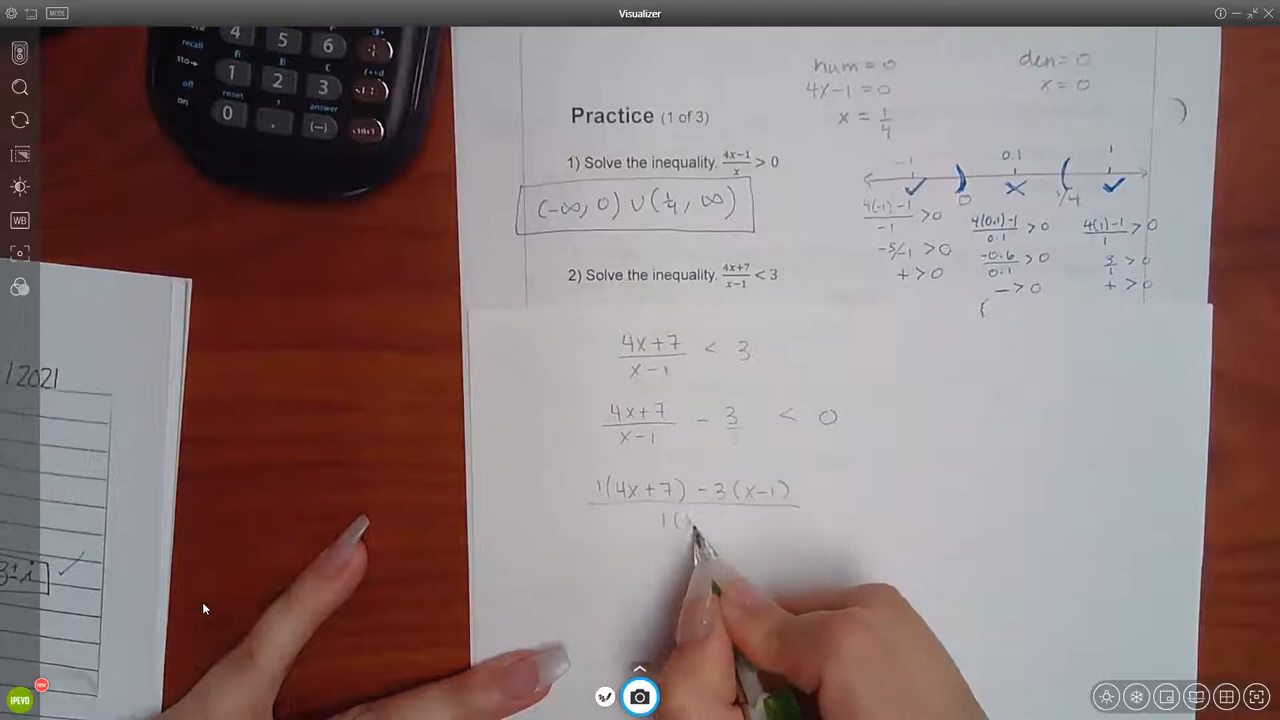 MODE
Visualizer
4 5 6
recall
sto→
1 2 3
off
on
reset
answer
0 . (−)
Practice (1 of 3)
1) Solve the inequality. (4x−1)/x > 0
(-∞, 0) ∪ (1/4, ∞)
num = 0
4x-1 = 0
x = 1/4
den = 0
x = 0
)
-1 0.1 1
0 1/4
(4(-1)-1)/-1 > 0
-5/-1 > 0
+ > 0
(4(0.1)-1)/0.1 > 0
-0.6/0.1 > 0
- > 0
(
(4(1)-1)/1 > 0
3/1 > 0
+ > 0
2) Solve the inequality. (4x+7)/(x−1) < 3
(4x+7)/(x-1) < 3
(4x+7)/(x-1) - 3 < 0
1(4x+7) - 3(x-1)
1(x
/2021
IPEVO